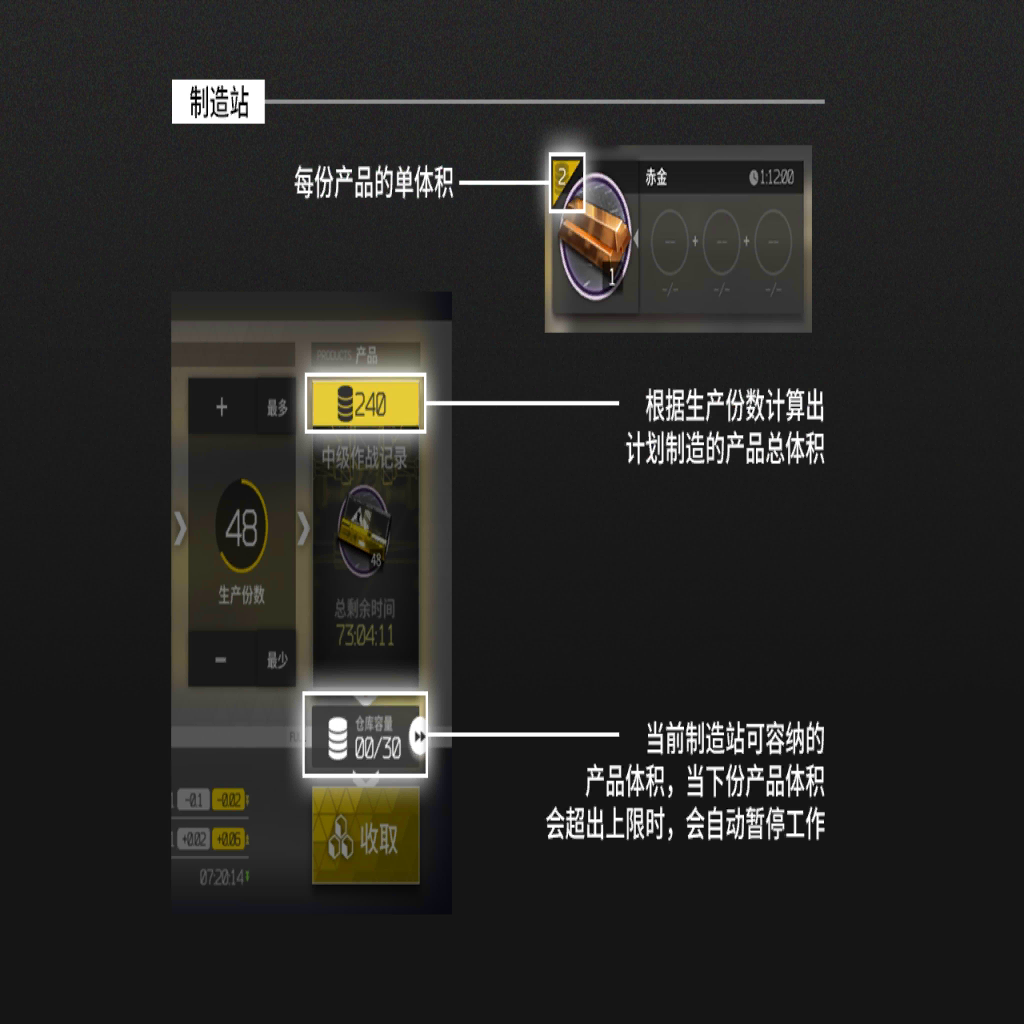 制造站
每份产品的单体积
2
赤金
1:12:00
1
-/-
-/-
-/-
PRODUCTS 产品
240
根据生产份数计算出
计划制造的产品总体积
最多
中级作战记录
48
48
生产份数
总剩余时间
73:04:11
最少
仓库容量
00/30
当前制造站可容纳的
产品体积，当下份产品体积
会超出上限时，会自动暂停工作
-0.1 -0.02
+0.02 +0.06
07:20:14
收取